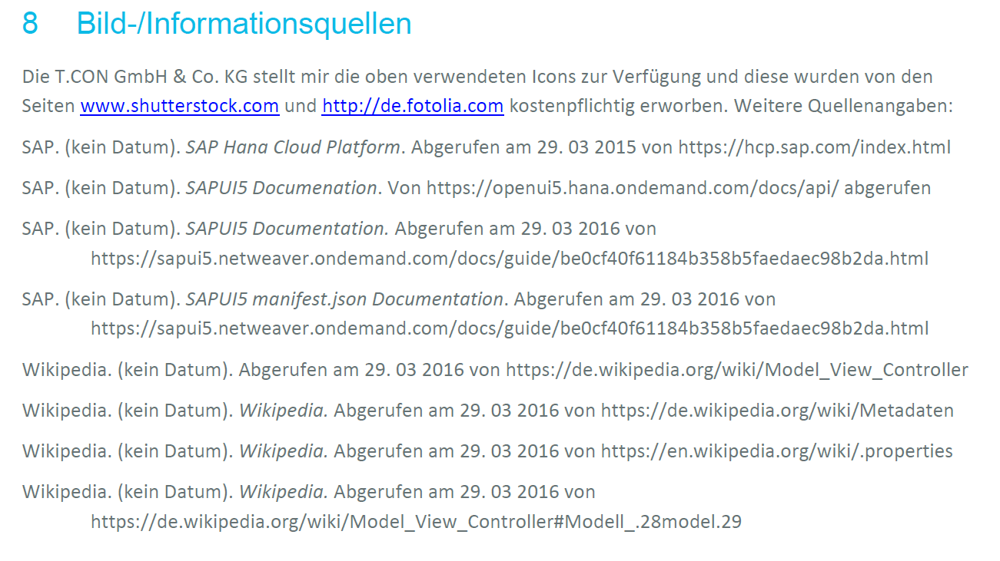 8 Bild-/Informationsquellen
Die T.CON GmbH & Co. KG stellt mir die oben verwendeten Icons zur Verfügung und diese wurden von den
Seiten www.shutterstock.com und http://de.fotolia.com kostenpflichtig erworben. Weitere Quellenangaben:
SAP. (kein Datum). SAP Hana Cloud Platform. Abgerufen am 29. 03 2015 von https://hcp.sap.com/index.html
SAP. (kein Datum). SAPUI5 Documenation. Von https://openui5.hana.ondemand.com/docs/api/ abgerufen
SAP. (kein Datum). SAPUI5 Documentation. Abgerufen am 29. 03 2016 von
https://sapui5.netweaver.ondemand.com/docs/guide/be0cf40f61184b358b5faedaec98b2da.html
SAP. (kein Datum). SAPUI5 manifest.json Documentation. Abgerufen am 29. 03 2016 von
https://sapui5.netweaver.ondemand.com/docs/guide/be0cf40f61184b358b5faedaec98b2da.html
Wikipedia. (kein Datum). Abgerufen am 29. 03 2016 von https://de.wikipedia.org/wiki/Model_View_Controller
Wikipedia. (kein Datum). Wikipedia. Abgerufen am 29. 03 2016 von https://de.wikipedia.org/wiki/Metadaten
Wikipedia. (kein Datum). Wikipedia. Abgerufen am 29. 03 2016 von https://en.wikipedia.org/wiki/.properties
Wikipedia. (kein Datum). Wikipedia. Abgerufen am 29. 03 2016 von
https://de.wikipedia.org/wiki/Model_View_Controller#Modell_.28model.29